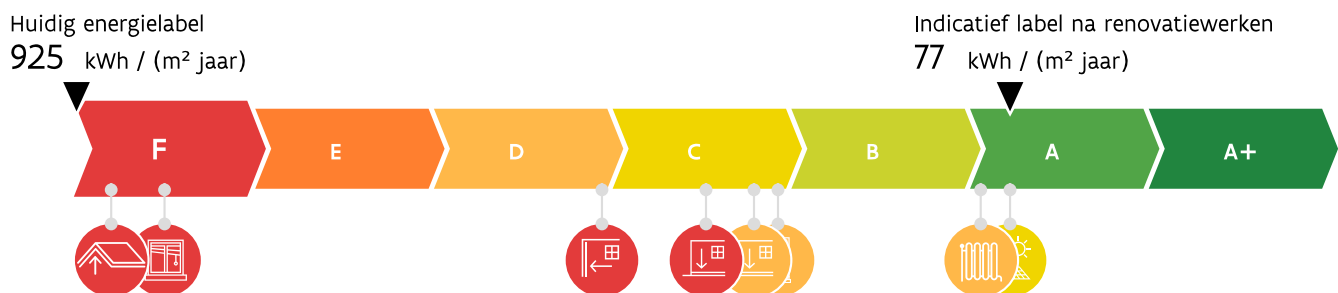 Huidig energielabel
925 kWh / (m² jaar)
Indicatief label na renovatiewerken
77 kWh / (m² jaar)
F E D C B A A+